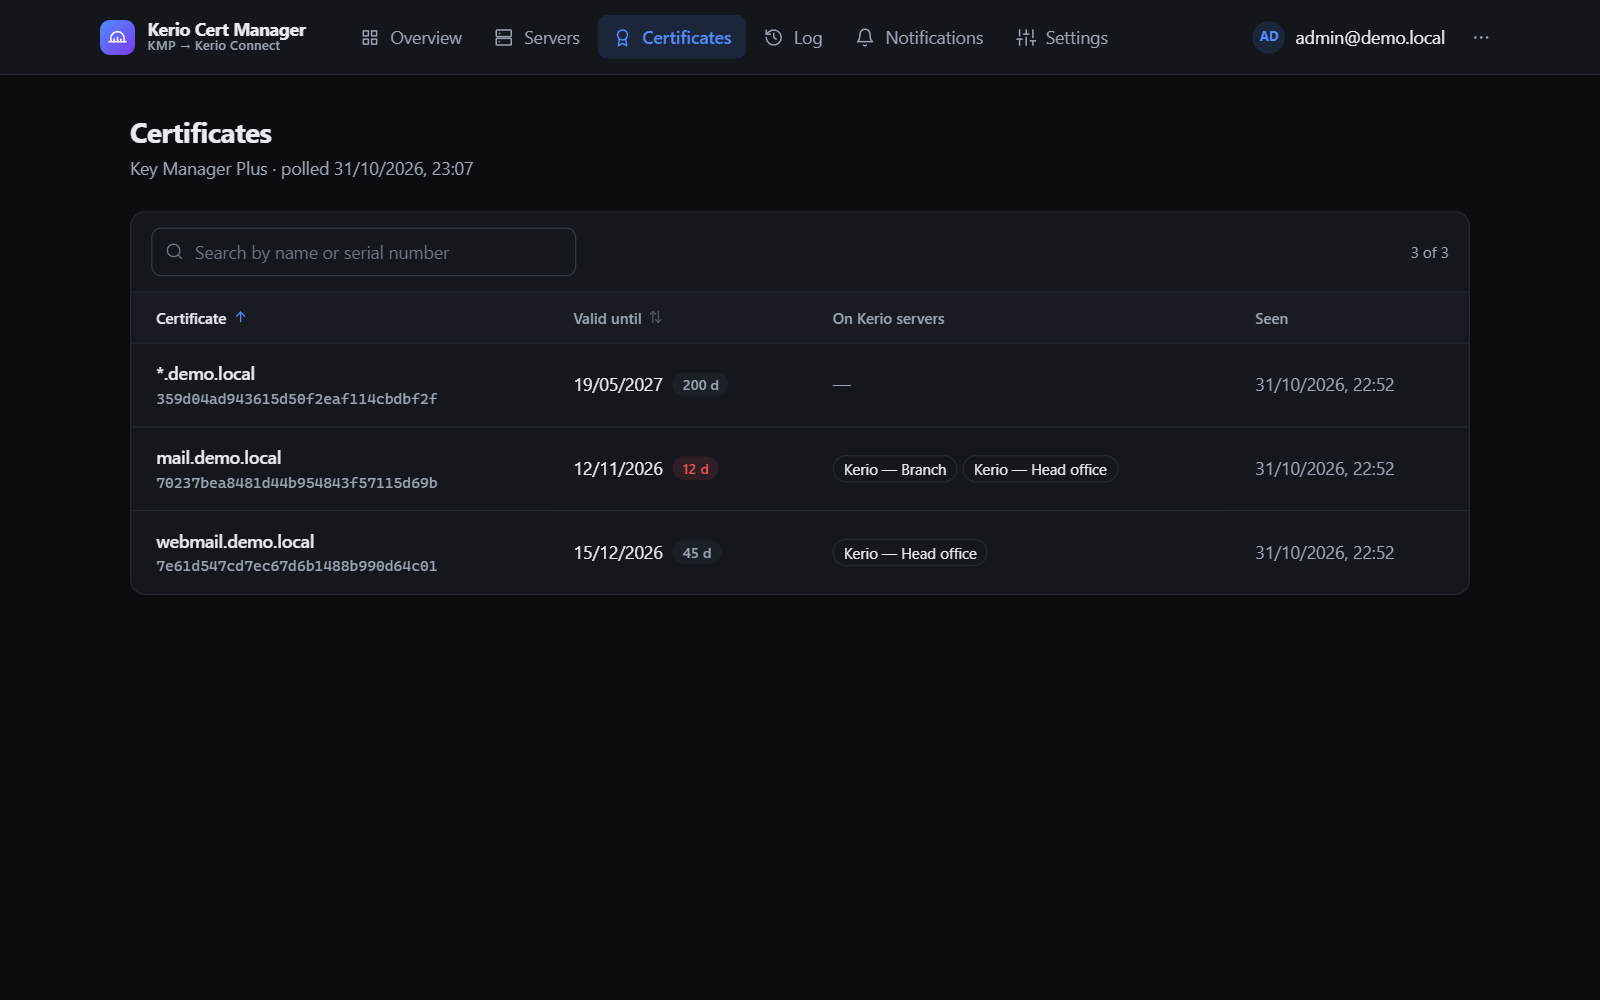 Kerio Cert Manager
KMP → Kerio Connect
Overview
Servers
Certificates
Log
Notifications
Settings
AD
admin@demo.local
Certificates
Key Manager Plus · polled 31/10/2026, 23:07
Search by name or serial number
3 of 3
Certificate ↑
Valid until
On Kerio servers
Seen
*.demo.local
359d04ad943615d50f2eaf114cbdbf2f
19/05/2027 200 d
—
31/10/2026, 22:52
mail.demo.local
70237bea8481d44b954843f57115d69b
12/11/2026 12 d
Kerio — Branch Kerio — Head office
31/10/2026, 22:52
webmail.demo.local
7e61d547cd7ec67d6b1488b990d64c01
15/12/2026 45 d
Kerio — Head office
31/10/2026, 22:52